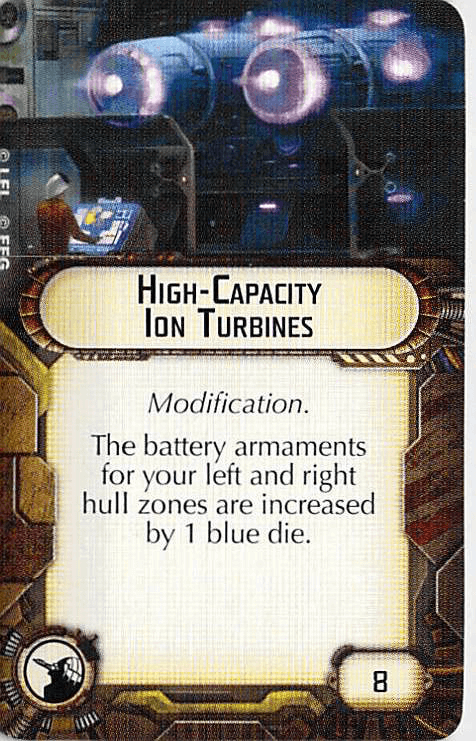 © LFL © FFG
High-Capacity
Ion Turbines
Modification.
The battery armaments
for your left and right
hull zones are increased
by 1 blue die.
8